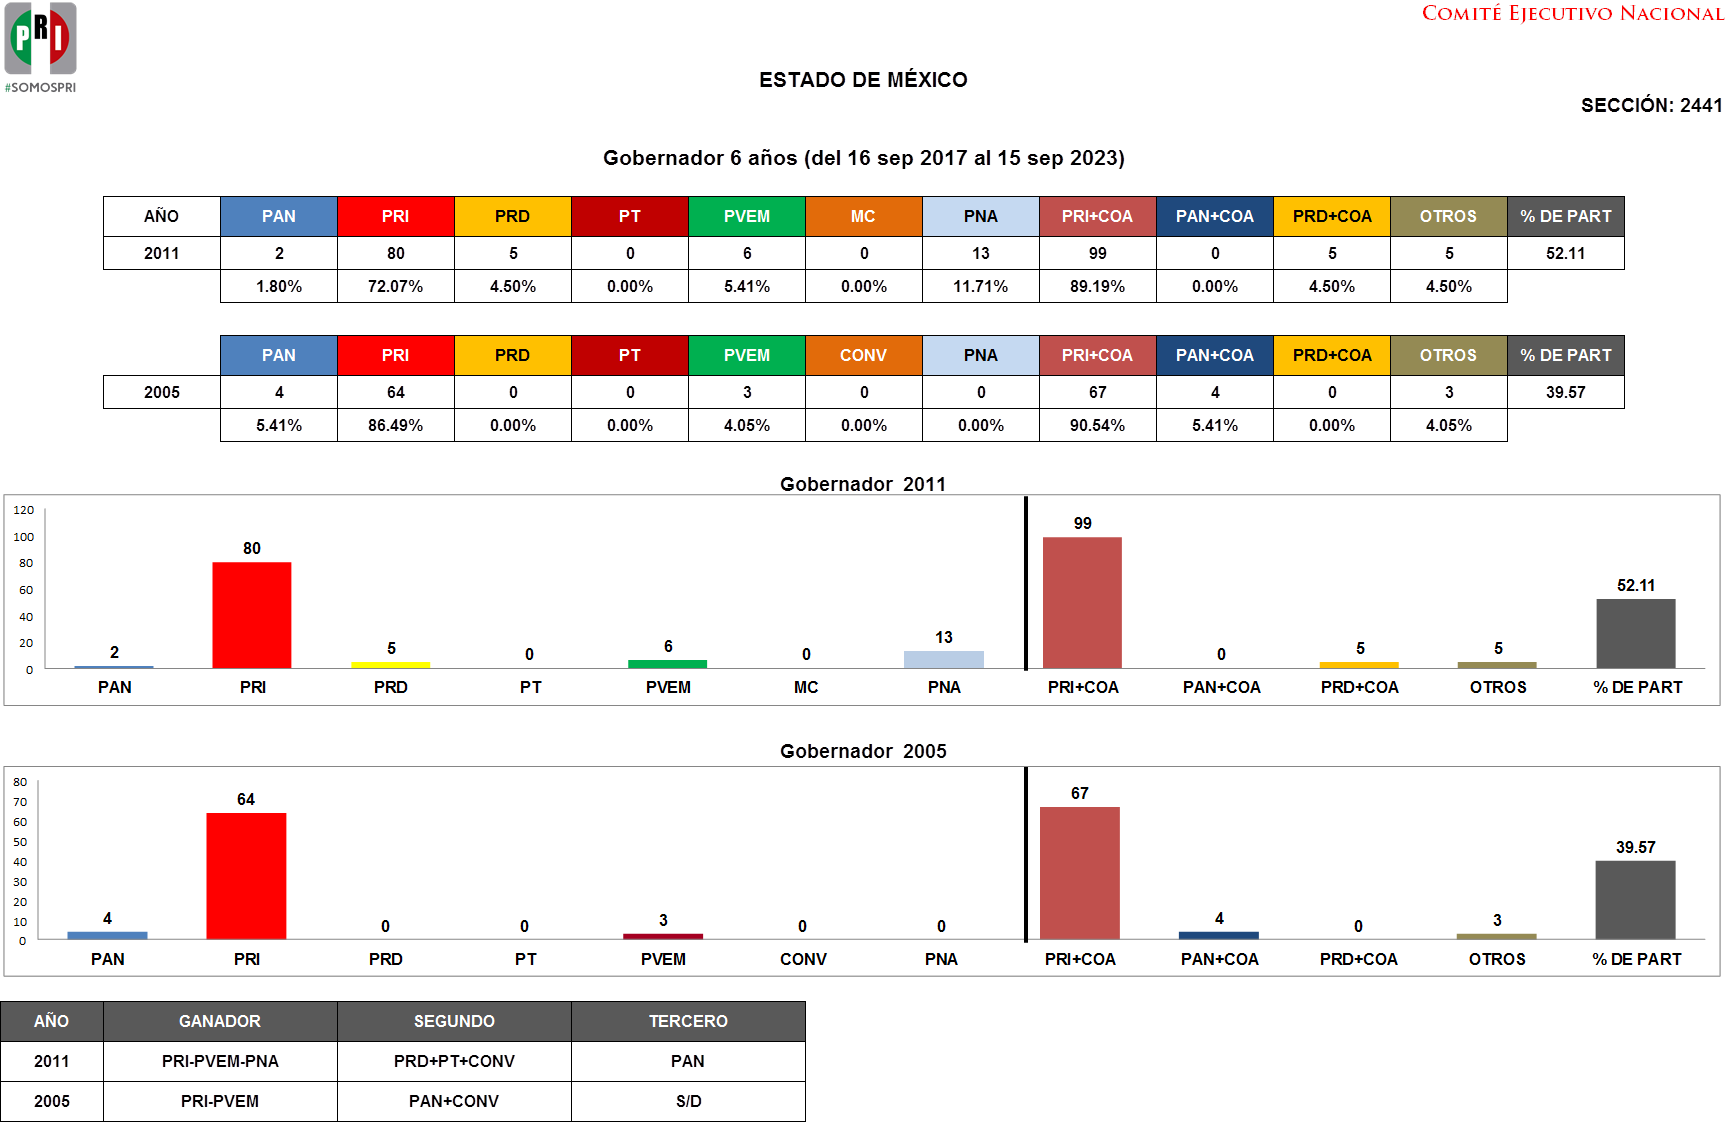 PRI
#SOMOSPRI
COMITÉ EJECUTIVO NACIONAL
ESTADO DE MÉXICO
SECCIÓN: 2441
Gobernador 6 años (del 16 sep 2017 al 15 sep 2023)
AÑO PAN PRI PRD PT PVEM MC PNA PRI+COA PAN+COA PRD+COA OTROS % DE PART
2011 2 80 5 0 6 0 13 99 0 5 5 52.11
1.80% 72.07% 4.50% 0.00% 5.41% 0.00% 11.71% 89.19% 0.00% 4.50% 4.50%
PAN PRI PRD PT PVEM CONV PNA PRI+COA PAN+COA PRD+COA OTROS % DE PART
2005 4 64 0 0 3 0 0 67 4 0 3 39.57
5.41% 86.49% 0.00% 0.00% 4.05% 0.00% 0.00% 90.54% 5.41% 0.00% 4.05%
Gobernador 2011
120
100
80
60
40
20
0
2 80 5 0 6 0 13 99 0 5 5 52.11
PAN PRI PRD PT PVEM MC PNA PRI+COA PAN+COA PRD+COA OTROS % DE PART
Gobernador 2005
80
70
60
50
40
30
20
10
0
4 64 0 0 3 0 0 67 4 0 3 39.57
PAN PRI PRD PT PVEM CONV PNA PRI+COA PAN+COA PRD+COA OTROS % DE PART
AÑO GANADOR SEGUNDO TERCERO
2011 PRI-PVEM-PNA PRD+PT+CONV PAN
2005 PRI-PVEM PAN+CONV S/D